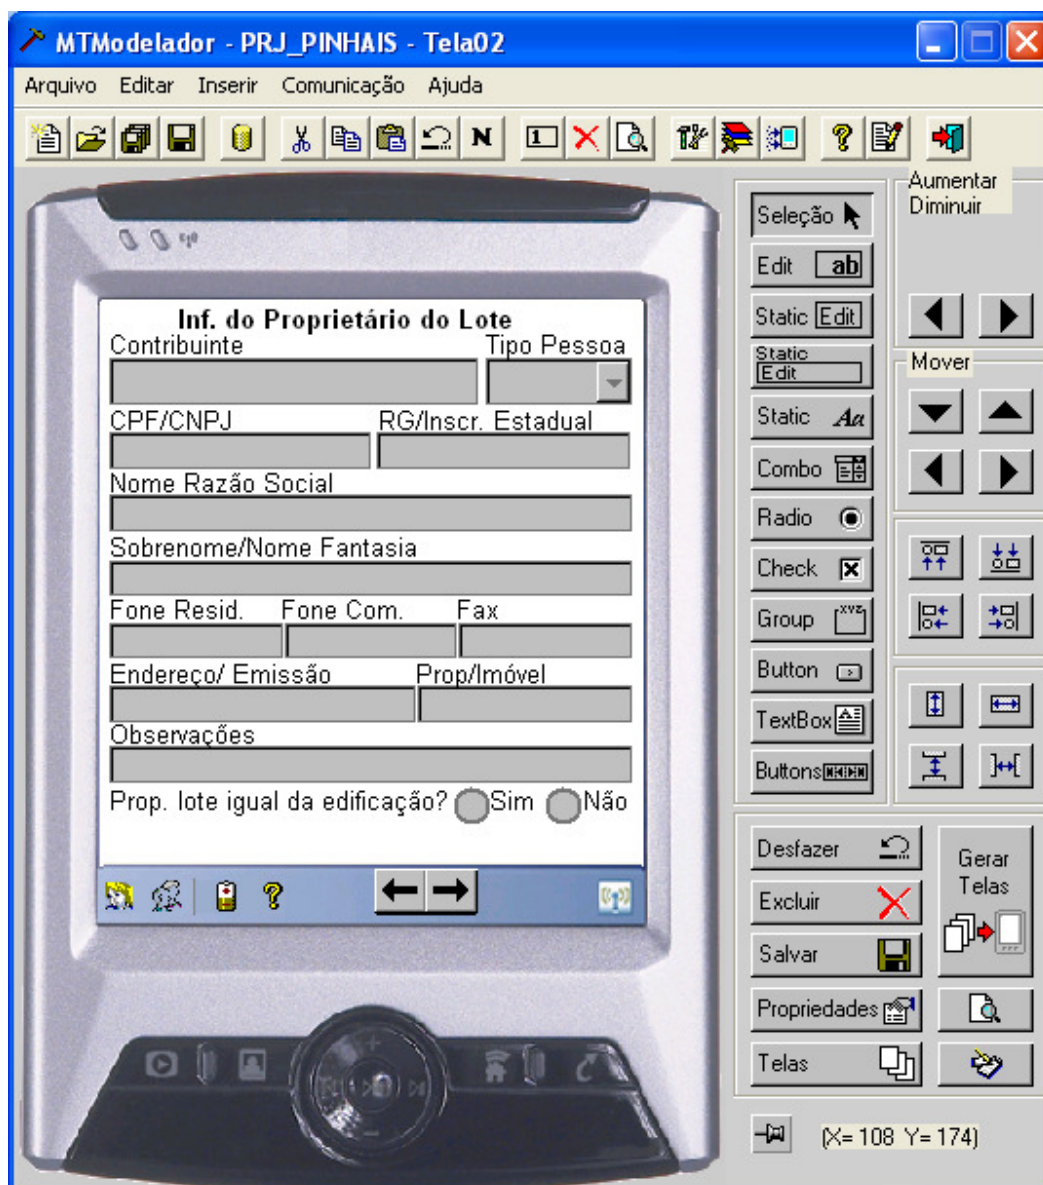 MTModelador - PRJ_PINHAIS - Tela02
Arquivo Editar Inserir Comunicação Ajuda
N 1 ?
Inf. do Proprietário do Lote
Contribuinte Tipo Pessoa
CPF/CNPJ RG/Inscr. Estadual
Nome Razão Social
Sobrenome/Nome Fantasia
Fone Resid. Fone Com. Fax
Endereço/ Emissão Prop/Imóvel
Observações
Prop. lote igual da edificação? Sim Não
?
Seleção
Edit ab
Static Edit
Static
Edit
Static Aa
Combo
Radio
Check
Group xyz
Button
TextBox
Buttons
Aumentar
Diminuir
Mover
Desfazer
Excluir
Salvar
Propriedades
Telas
Gerar
Telas
(X= 108 Y= 174)